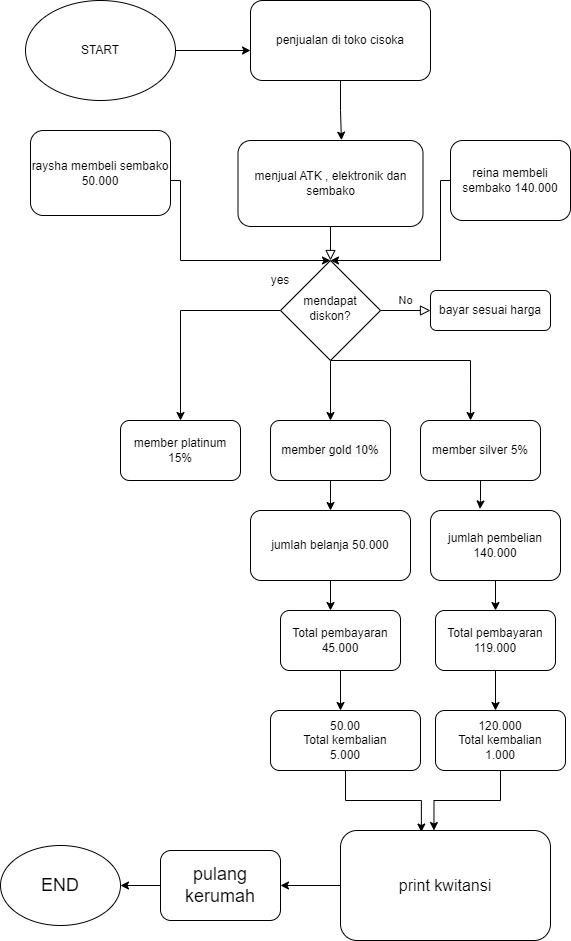 START
penjualan di toko cisoka
raysha membeli sembako
50.000
menjual ATK , elektronik dan
sembako
reina membeli
sembako 140.000
yes
mendapat
diskon?
No
bayar sesuai harga
member platinum
15%
member gold 10%
member silver 5%
jumlah belanja 50.000
jumlah pembelian
140.000
Total pembayaran
45.000
Total pembayaran
119.000
50.00
Total kembalian
5.000
120.000
Total kembalian
1.000
END
pulang
kerumah
print kwitansi